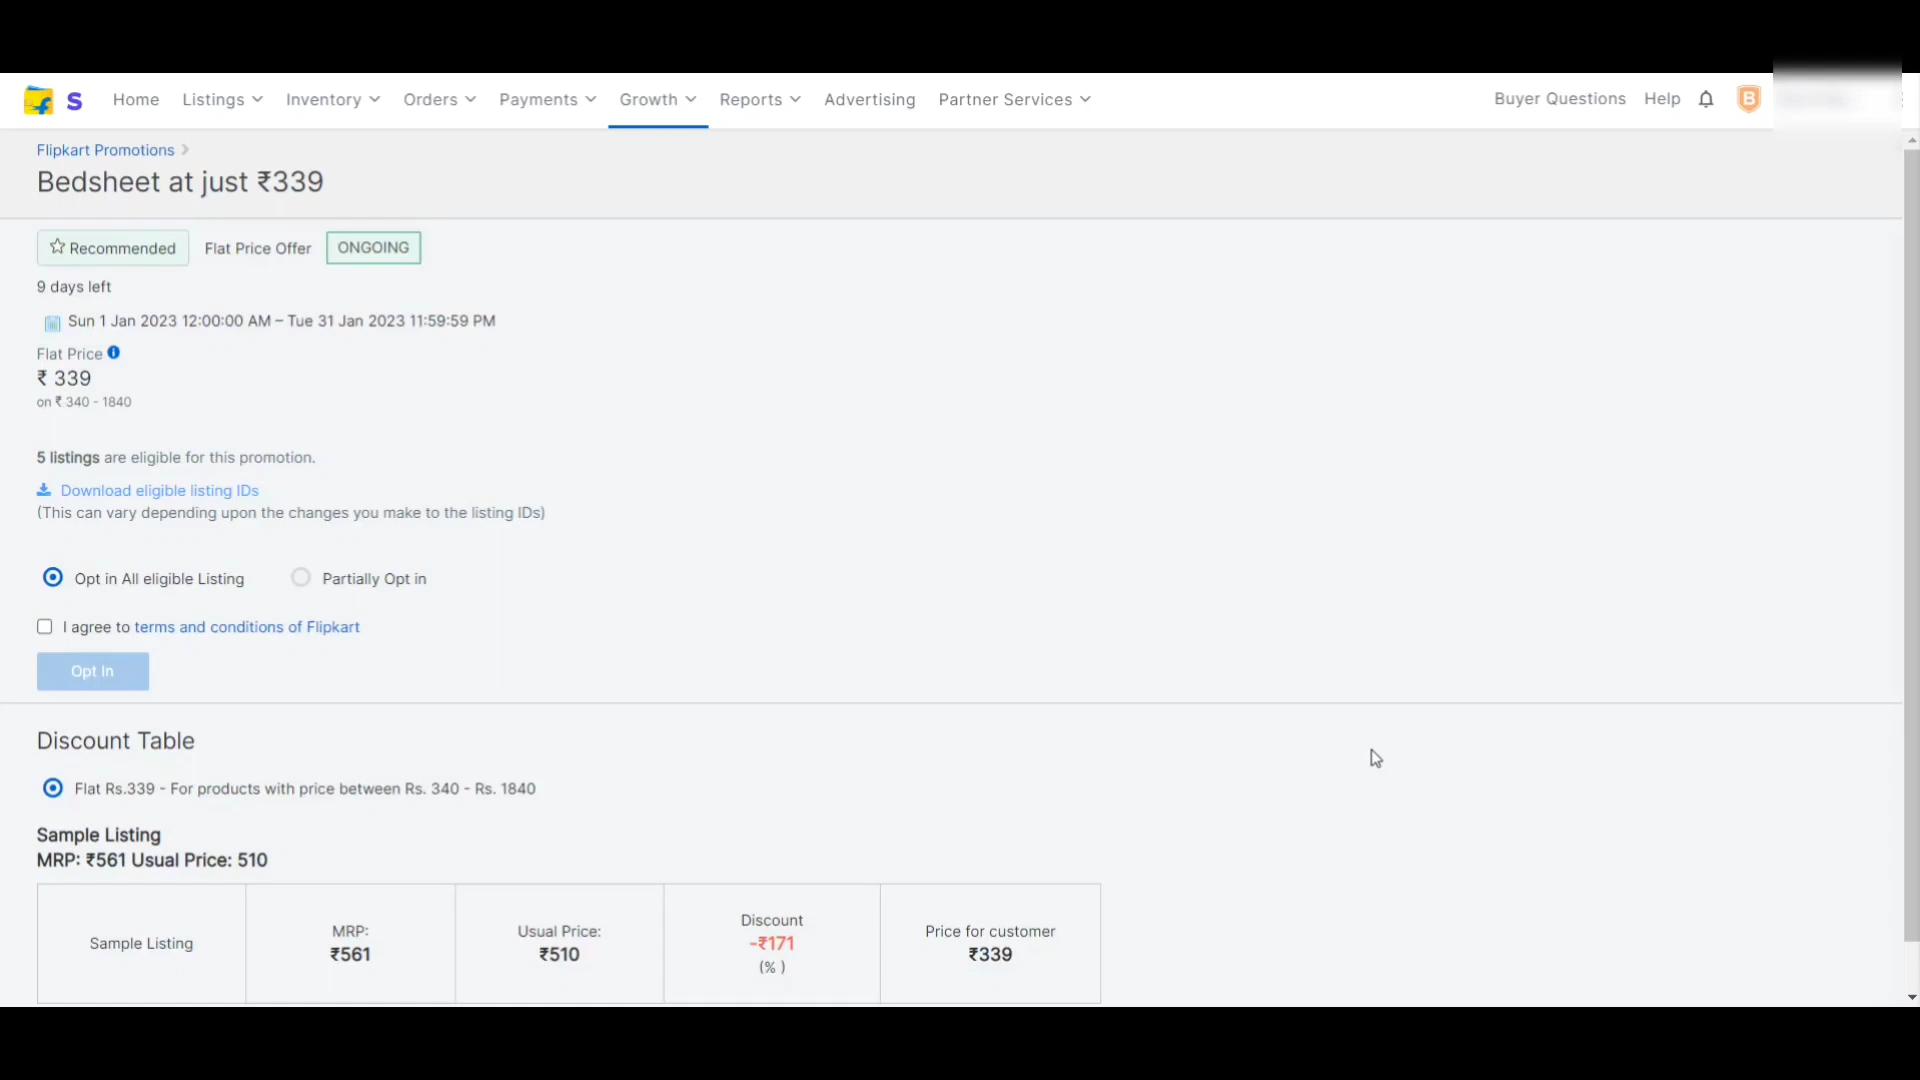 S Home Listings Inventory Orders Payments Growth Reports Advertising Partner Services Buyer Questions Help B
Flipkart Promotions
Bedsheet at just ₹339
Recommended Flat Price Offer ONGOING
9 days left
Sun 1 Jan 2023 12:00:00 AM – Tue 31 Jan 2023 11:59:59 PM
Flat Price
₹ 339
on ₹ 340 - 1840
5 listings are eligible for this promotion.
Download eligible listing IDs
(This can vary depending upon the changes you make to the listing IDs)
Opt in All eligible Listing Partially Opt in
I agree to terms and conditions of Flipkart
Opt In
Discount Table
Flat Rs.339 - For products with price between Rs. 340 - Rs. 1840
Sample Listing
MRP: ₹561 Usual Price: 510
Sample Listing
MRP:
₹561
Usual Price:
₹510
Discount
-₹171
(% )
Price for customer
₹339